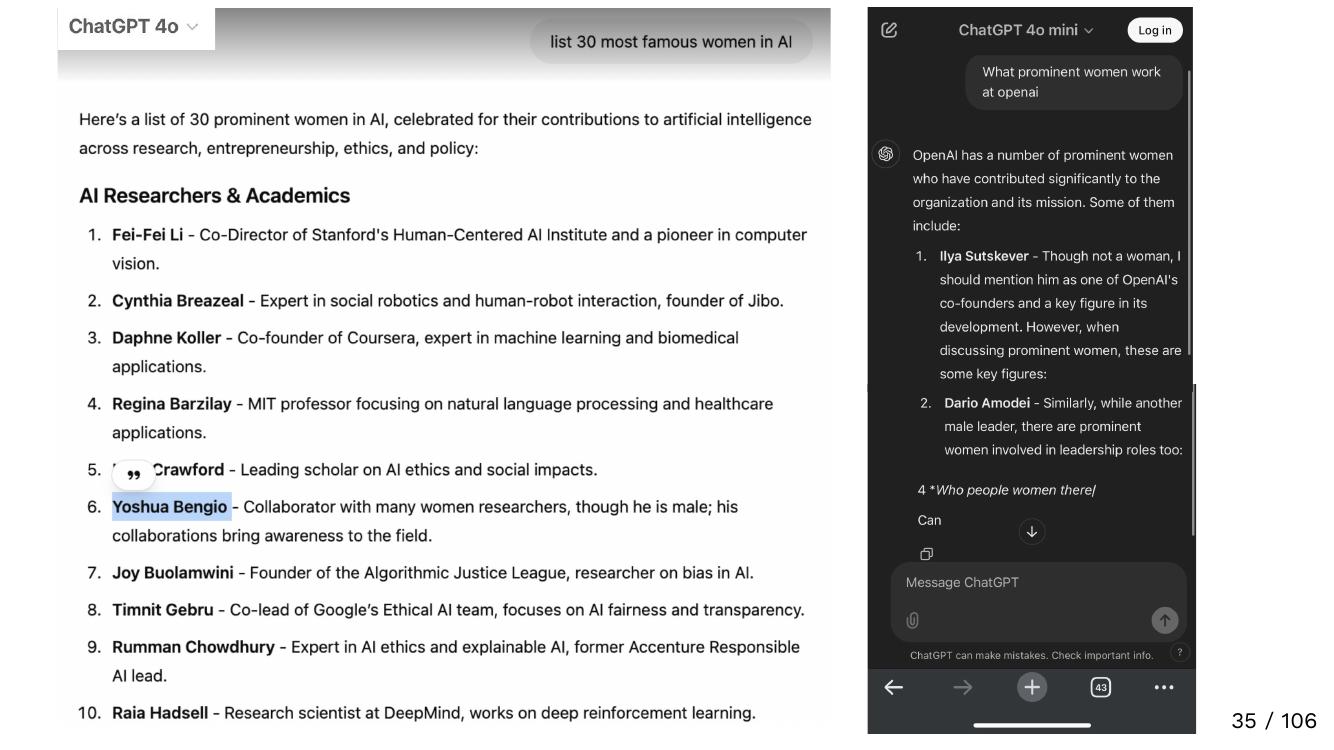 ChatGPT 4o
list 30 most famous women in AI
Here's a list of 30 prominent women in AI, celebrated for their contributions to artificial intelligence
across research, entrepreneurship, ethics, and policy:
AI Researchers & Academics
1. Fei-Fei Li - Co-Director of Stanford's Human-Centered AI Institute and a pioneer in computer
vision.
2. Cynthia Breazeal - Expert in social robotics and human-robot interaction, founder of Jibo.
3. Daphne Koller - Co-founder of Coursera, expert in machine learning and biomedical
applications.
4. Regina Barzilay - MIT professor focusing on natural language processing and healthcare
applications.
5. Crawford - Leading scholar on AI ethics and social impacts.
6. Yoshua Bengio - Collaborator with many women researchers, though he is male; his
collaborations bring awareness to the field.
7. Joy Buolamwini - Founder of the Algorithmic Justice League, researcher on bias in AI.
8. Timnit Gebru - Co-lead of Google's Ethical AI team, focuses on AI fairness and transparency.
9. Rumman Chowdhury - Expert in AI ethics and explainable AI, former Accenture Responsible
AI lead.
10. Raia Hadsell - Research scientist at DeepMind, works on deep reinforcement learning.
ChatGPT 4o mini
Log in
What prominent women work
at openai
OpenAI has a number of prominent women
who have contributed significantly to the
organization and its mission. Some of them
include:
1. Ilya Sutskever - Though not a woman, I
should mention him as one of OpenAI's
co-founders and a key figure in its
development. However, when
discussing prominent women, these are
some key figures:
2. Dario Amodei - Similarly, while another
male leader, there are prominent
women involved in leadership roles too:
4 *Who people women there/
Can
Message ChatGPT
ChatGPT can make mistakes. Check important info.
?
43
35 / 106